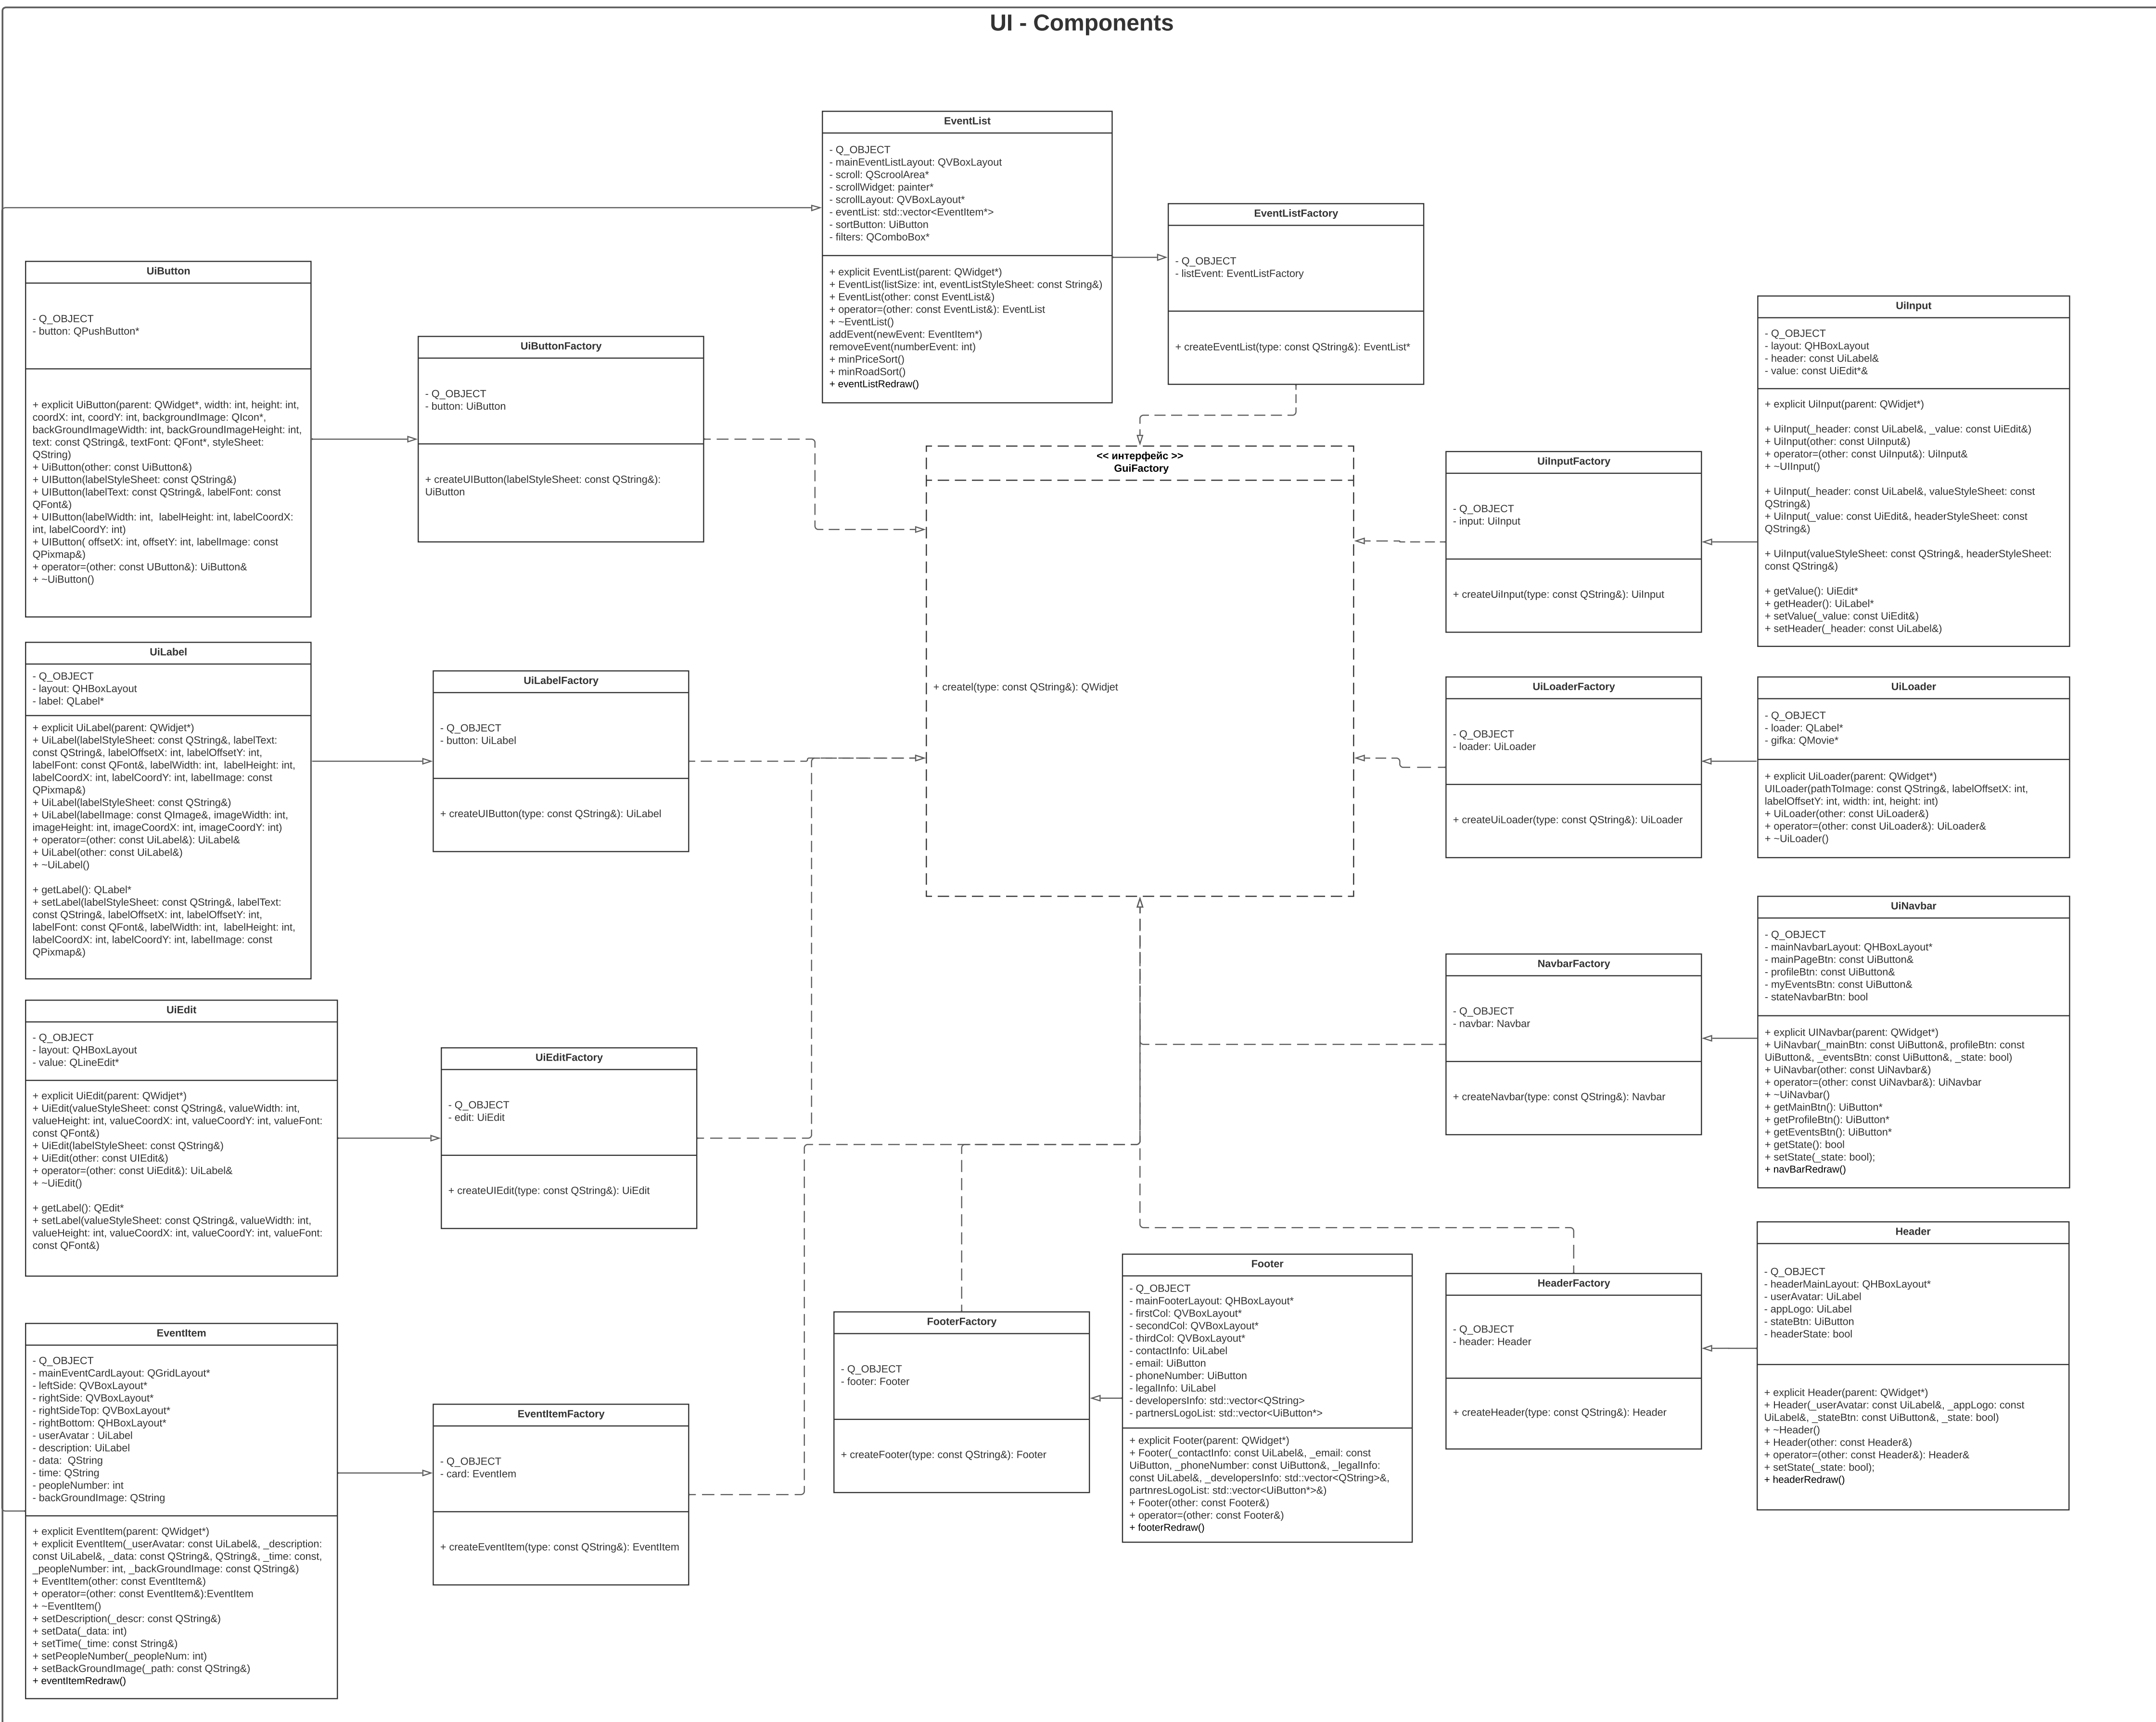 UI - Components
EventList
- Q_OBJECT
- mainEventListLayout: QVBoxLayout
- scroll: QScroolArea*
- scrollWidget: painter*
- scrollLayout: QVBoxLayout*
- eventList: std::vector<EventItem*>
- sortButton: UiButton
- filters: QComboBox*
+ explicit EventList(parent: QWidget*)
+ EventList(listSize: int, eventListStyleSheet: const String&)
+ EventList(other: const EventList&)
+ operator=(other: const EventList&): EventList
+ ~EventList()
addEvent(newEvent: EventItem*)
removeEvent(numberEvent: int)
+ minPriceSort()
+ minRoadSort()
+ eventListRedraw()
EventListFactory
- Q_OBJECT
- listEvent: EventListFactory
+ createEventList(type: const QString&): EventList*
UiButton
- Q_OBJECT
- button: QPushButton*
+ explicit UiButton(parent: QWidget*, width: int, height: int,
coordX: int, coordY: int, backgroundImage: QIcon*,
backGroundImageWidth: int, backGroundImageHeight: int,
text: const QString&, textFont: QFont*, styleSheet:
QString)
+ UiButton(other: const UiButton&)
+ UIButton(labelStyleSheet: const QString&)
+ UIButton(labelText: const QString&, labelFont: const
QFont&)
+ UIButton(labelWidth: int,  labelHeight: int, labelCoordX:
int, labelCoordY: int)
+ UIButton( offsetX: int, offsetY: int, labelImage: const
QPixmap&)
+ operator=(other: const UButton&): UiButton&
+ ~UiButton()
UiButtonFactory
- Q_OBJECT
- button: UiButton
+ createUIButton(labelStyleSheet: const QString&):
UiButton
<< интерфейс >>
GuiFactory
+ createl(type: const QString&): QWidjet
UiInputFactory
- Q_OBJECT
- input: UiInput
+ createUiInput(type: const QString&): UiInput
UiInput
- Q_OBJECT
- layout: QHBoxLayout
- header: const UiLabel&
- value: const UiEdit*&
+ explicit UiInput(parent: QWidjet*)
+ UiInput(_header: const UiLabel&, _value: const UiEdit&)
+ UiInput(other: const UiInput&)
+ operator=(other: const UiInput&): UiInput&
+ ~UIInput()
+ UiInput(_header: const UiLabel&, valueStyleSheet: const
QString&)
+ UiInput(_value: const UiEdit&, headerStyleSheet: const
QString&)
+ UiInput(valueStyleSheet: const QString&, headerStyleSheet:
const QString&)
+ getValue(): UiEdit*
+ getHeader(): UiLabel*
+ setValue(_value: const UiEdit&)
+ setHeader(_header: const UiLabel&)
UiLabel
- Q_OBJECT
- layout: QHBoxLayout
- label: QLabel*
+ explicit UiLabel(parent: QWidjet*)
+ UiLabel(labelStyleSheet: const QString&, labelText:
const QString&, labelOffsetX: int, labelOffsetY: int,
labelFont: const QFont&, labelWidth: int,  labelHeight: int,
labelCoordX: int, labelCoordY: int, labelImage: const
QPixmap&)
+ UiLabel(labelStyleSheet: const QString&)
+ UiLabel(labelImage: const QImage&, imageWidth: int,
imageHeight: int, imageCoordX: int, imageCoordY: int)
+ operator=(other: const UiLabel&): UiLabel&
+ UiLabel(other: const UiLabel&)
+ ~UiLabel()
+ getLabel(): QLabel*
+ setLabel(labelStyleSheet: const QString&, labelText:
const QString&, labelOffsetX: int, labelOffsetY: int,
labelFont: const QFont&, labelWidth: int,  labelHeight: int,
labelCoordX: int, labelCoordY: int, labelImage: const
QPixmap&)
UiLabelFactory
- Q_OBJECT
- button: UiLabel
+ createUIButton(type: const QString&): UiLabel
UiLoaderFactory
- Q_OBJECT
- loader: UiLoader
+ createUiLoader(type: const QString&): UiLoader
UiLoader
- Q_OBJECT
- loader: QLabel*
- gifka: QMovie*
+ explicit UiLoader(parent: QWidget*)
UILoader(pathToImage: const QString&, labelOffsetX: int,
labelOffsetY: int, width: int, height: int)
+ UiLoader(other: const UiLoader&)
+ operator=(other: const UiLoader&): UiLoader&
+ ~UiLoader()
UiEdit
- Q_OBJECT
- layout: QHBoxLayout
- value: QLineEdit*
+ explicit UiEdit(parent: QWidjet*)
+ UiEdit(valueStyleSheet: const QString&, valueWidth: int,
valueHeight: int, valueCoordX: int, valueCoordY: int, valueFont:
const QFont&)
+ UiEdit(labelStyleSheet: const QString&)
+ UiEdit(other: const UIEdit&)
+ operator=(other: const UiEdit&): UiLabel&
+ ~UiEdit()
+ getLabel(): QEdit*
+ setLabel(valueStyleSheet: const QString&, valueWidth: int,
valueHeight: int, valueCoordX: int, valueCoordY: int, valueFont:
const QFont&)
UiEditFactory
- Q_OBJECT
- edit: UiEdit
+ createUIEdit(type: const QString&): UiEdit
NavbarFactory
- Q_OBJECT
- navbar: Navbar
+ createNavbar(type: const QString&): Navbar
UiNavbar
- Q_OBJECT
- mainNavbarLayout: QHBoxLayout*
- mainPageBtn: const UiButton&
- profileBtn: const UiButton&
- myEventsBtn: const UiButton&
- stateNavbarBtn: bool
+ explicit UINavbar(parent: QWidget*)
+ UiNavbar(_mainBtn: const UiButton&, profileBtn: const
UiButton&, _eventsBtn: const UiButton&, _state: bool)
+ UiNavbar(other: const UiNavbar&)
+ operator=(other: const UiNavbar&): UiNavbar
+ ~UiNavbar()
+ getMainBtn(): UiButton*
+ getProfileBtn(): UiButton*
+ getEventsBtn(): UiButton*
+ getState(): bool
+ setState(_state: bool);
+ navBarRedraw()
EventItem
- Q_OBJECT
- mainEventCardLayout: QGridLayout*
- leftSide: QVBoxLayout*
- rightSide: QVBoxLayout*
- rightSideTop: QVBoxLayout*
- rightBottom: QHBoxLayout*
- userAvatar : UiLabel
- description: UiLabel
- data:  QString
- time: QString
- peopleNumber: int
- backGroundImage: QString
+ explicit EventItem(parent: QWidget*)
+ explicit EventItem(_userAvatar: const UiLabel&, _description:
const UiLabel&, _data: const QString&, QString&, _time: const,
_peopleNumber: int, _backGroundImage: const QString&)
+ EventItem(other: const EventItem&)
+ operator=(other: const EventItem&):EventItem
+ ~EventItem()
+ setDescription(_descr: const QString&)
+ setData(_data: int)
+ setTime(_time: const String&)
+ setPeopleNumber(_peopleNum: int)
+ setBackGroundImage(_path: const QString&)
+ eventItemRedraw()
EventItemFactory
- Q_OBJECT
- card: EventIem
+ createEventItem(type: const QString&): EventItem
FooterFactory
- Q_OBJECT
- footer: Footer
+ createFooter(type: const QString&): Footer
Footer
- Q_OBJECT
- mainFooterLayout: QHBoxLayout*
- firstCol: QVBoxLayout*
- secondCol: QVBoxLayout*
- thirdCol: QVBoxLayout*
- contactInfo: UiLabel
- email: UiButton
- phoneNumber: UiButton
- legalInfo: UiLabel
- developersInfo: std::vector<QString>
- partnersLogoList: std::vector<UiButton*>
+ explicit Footer(parent: QWidget*)
+ Footer(_contactInfo: const UiLabel&, _email: const
UiButton, _phoneNumber: const UiButton&, _legalInfo:
const UiLabel&, _developersInfo: std::vector<QString>&,
partnresLogoList: std::vector<UiButton*>&)
+ Footer(other: const Footer&)
+ operator=(other: const Footer&)
+ footerRedraw()
HeaderFactory
- Q_OBJECT
- header: Header
+ createHeader(type: const QString&): Header
Header
- Q_OBJECT
- headerMainLayout: QHBoxLayout*
- userAvatar: UiLabel
- appLogo: UiLabel
- stateBtn: UiButton
- headerState: bool
+ explicit Header(parent: QWidget*)
+ Header(_userAvatar: const UiLabel&, _appLogo: const
UiLabel&, _stateBtn: const UiButton&, _state: bool)
+ ~Header()
+ Header(other: const Header&)
+ operator=(other: const Header&): Header&
+ setState(_state: bool);
+ headerRedraw()